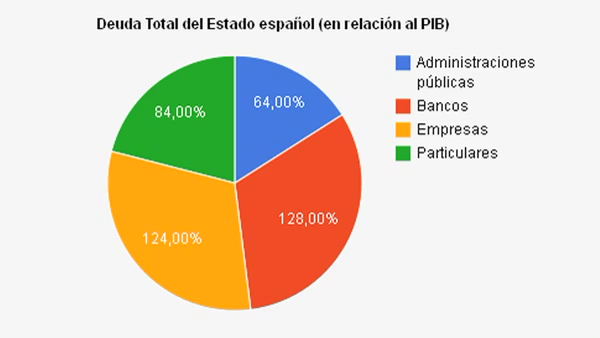 Deuda Total del Estado español (en relación al PIB)
Administraciones
públicas
Bancos
Empresas
Particulares
84,00%
64,00%
128,00%
124,00%